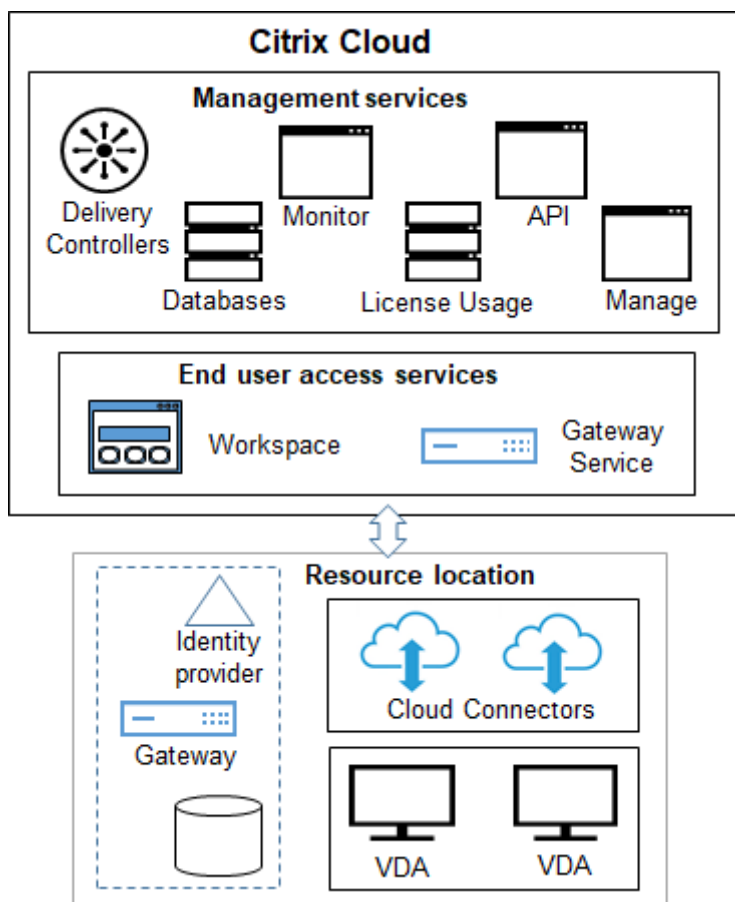 Citrix Cloud
Management services
Delivery
Controllers
Monitor
API
Databases
License Usage
Manage
End user access services
Workspace
Gateway
Service
Resource location
Identity
provider
Cloud Connectors
Gateway
VDA
VDA